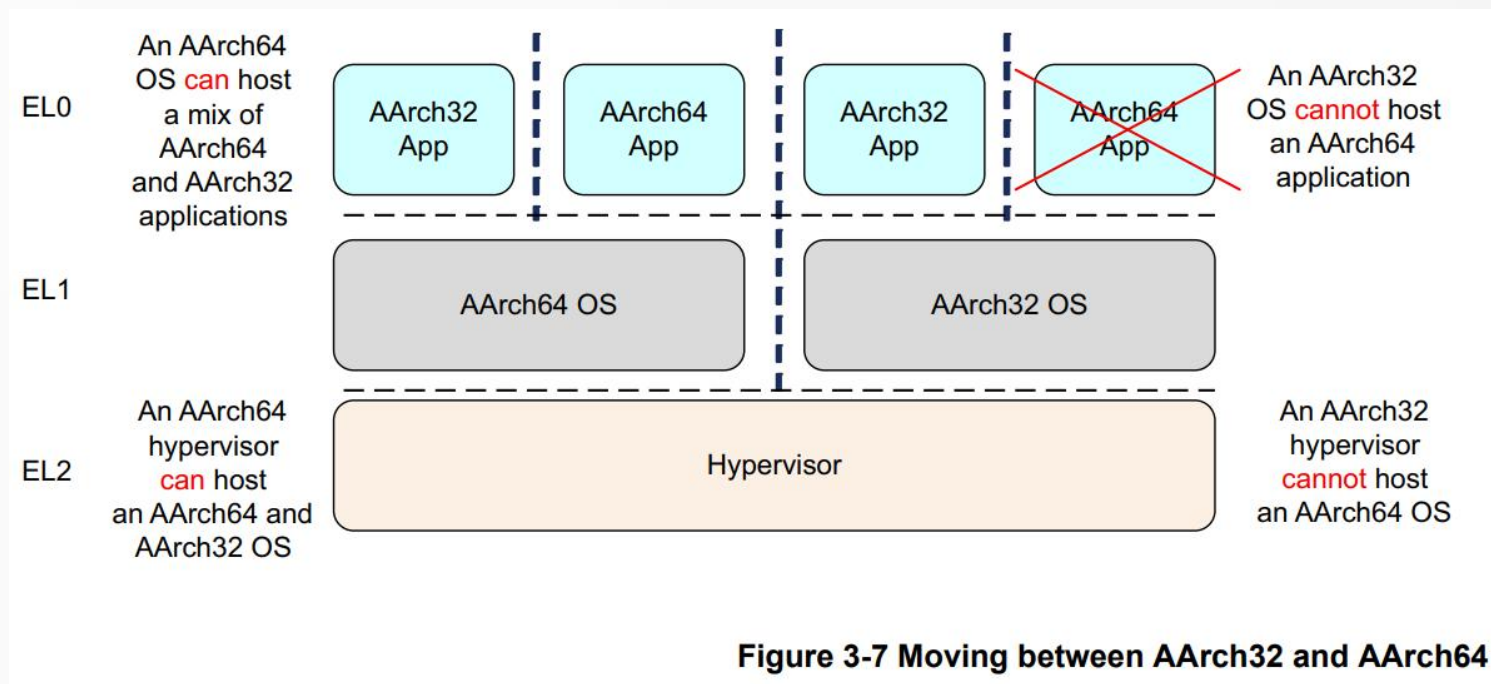 An AArch64
OS can host
a mix of
AArch64
and AArch32
applications
EL0
AArch32
App
AArch64
App
AArch32
App
AArch64
App
An AArch32
OS cannot host
an AArch64
application
EL1
AArch64 OS
AArch32 OS
An AArch64
hypervisor
can host
an AArch64 and
AArch32 OS
EL2
Hypervisor
An AArch32
hypervisor
cannot host
an AArch64 OS
Figure 3-7 Moving between AArch32 and AArch64